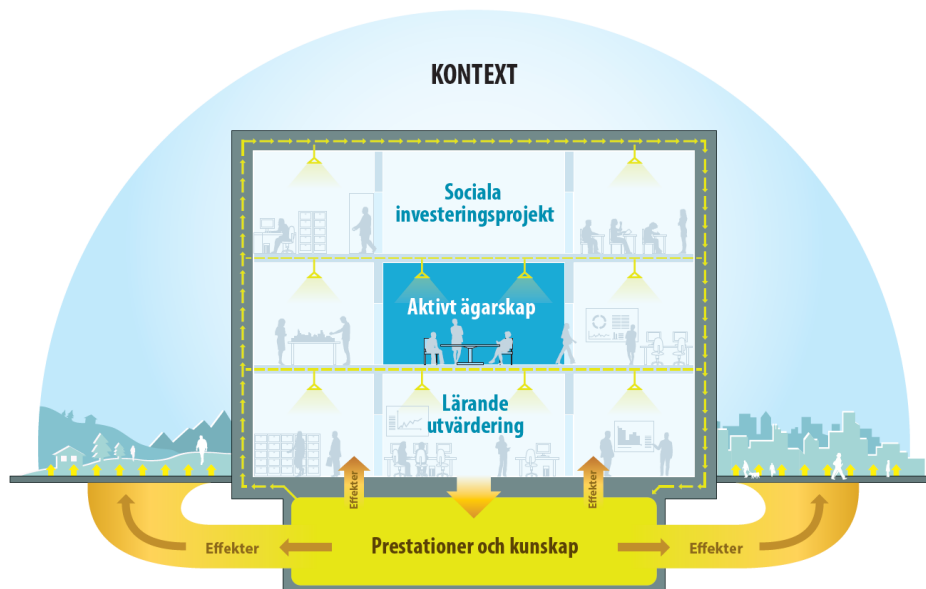 KONTEXT
Sociala
investeringsprojekt
Aktivt ägarskap
Lärande
utvärdering
Effekter
Effekter
Effekter
Prestationer och kunskap
Effekter